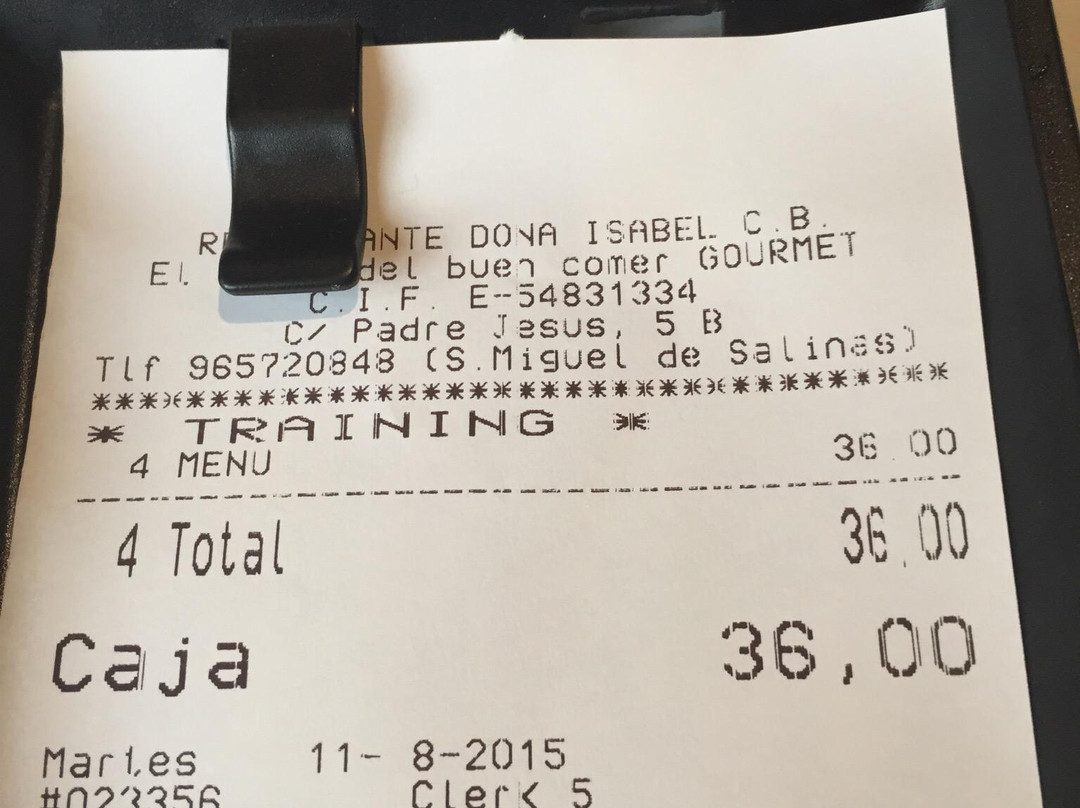 ANTE DONA ISABEL C.B.
del buen comer GOURMET
C.I.F. E-54831334
C/ Padre Jesus, 5 B
Tlf 965720848 (S.Miguel de Salinas)
************************************
* TRAINING *
4 MENU 36.00
4 Total 36.00
Caja 36,00
Martes 11- 8-2015
#023356 Clerk 5